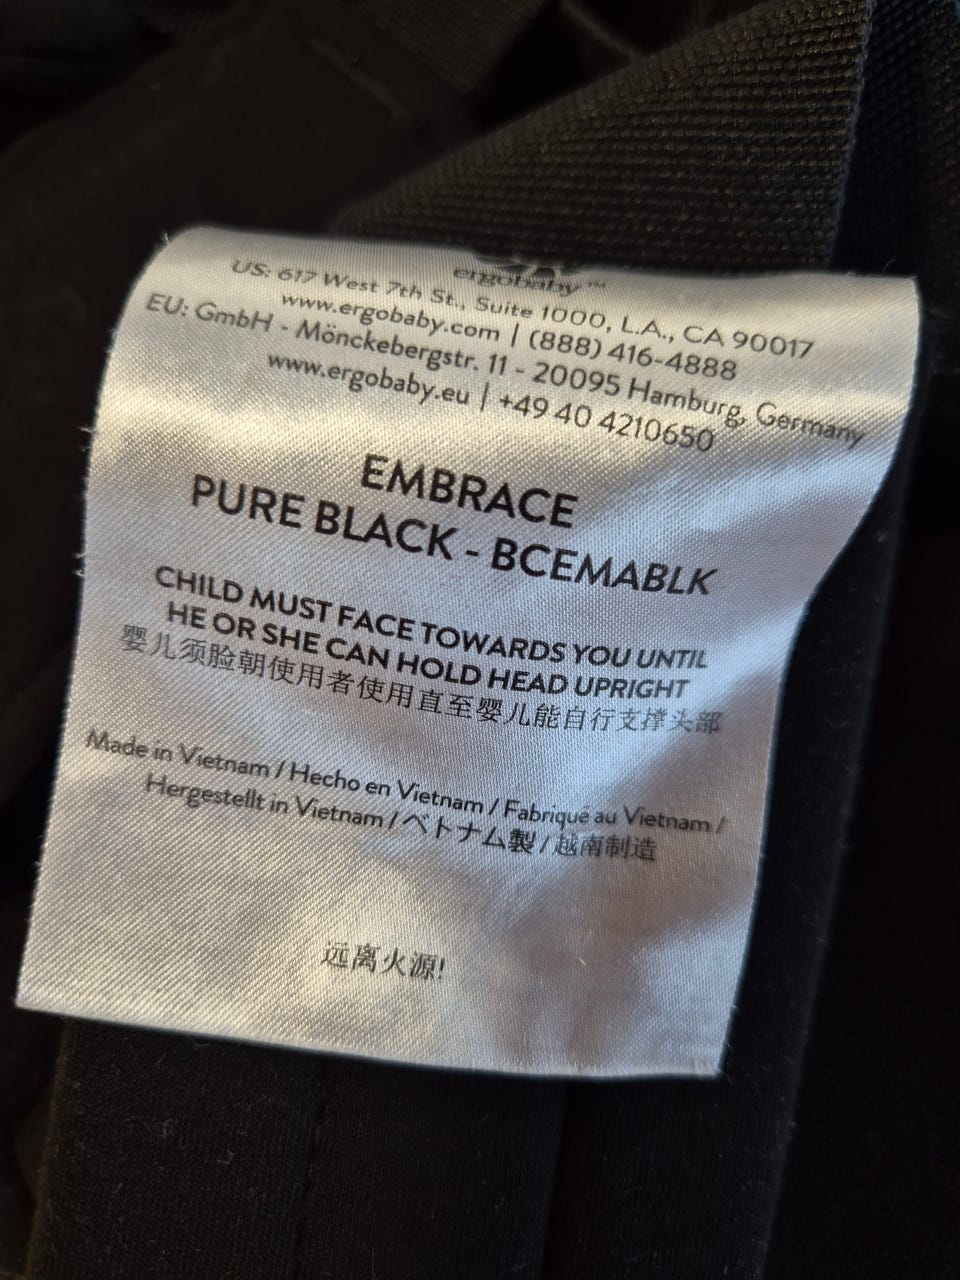 ergobaby™
US: 617 West 7th St., Suite 1000, L.A., CA 90017
www.ergobaby.com | (888) 416-4888
EU: GmbH - Mönckebergstr. 11 - 20095 Hamburg, Germany
www.ergobaby.eu | +49 40 4210650
EMBRACE
PURE BLACK - BCEMABLK
CHILD MUST FACE TOWARDS YOU UNTIL
HE OR SHE CAN HOLD HEAD UPRIGHT
婴儿须脸朝使用者使用直至婴儿能自行支撑头部
Made in Vietnam / Hecho en Vietnam / Fabriqué au Vietnam /
Hergestellt in Vietnam / ベトナム製 / 越南制造
远离火源!